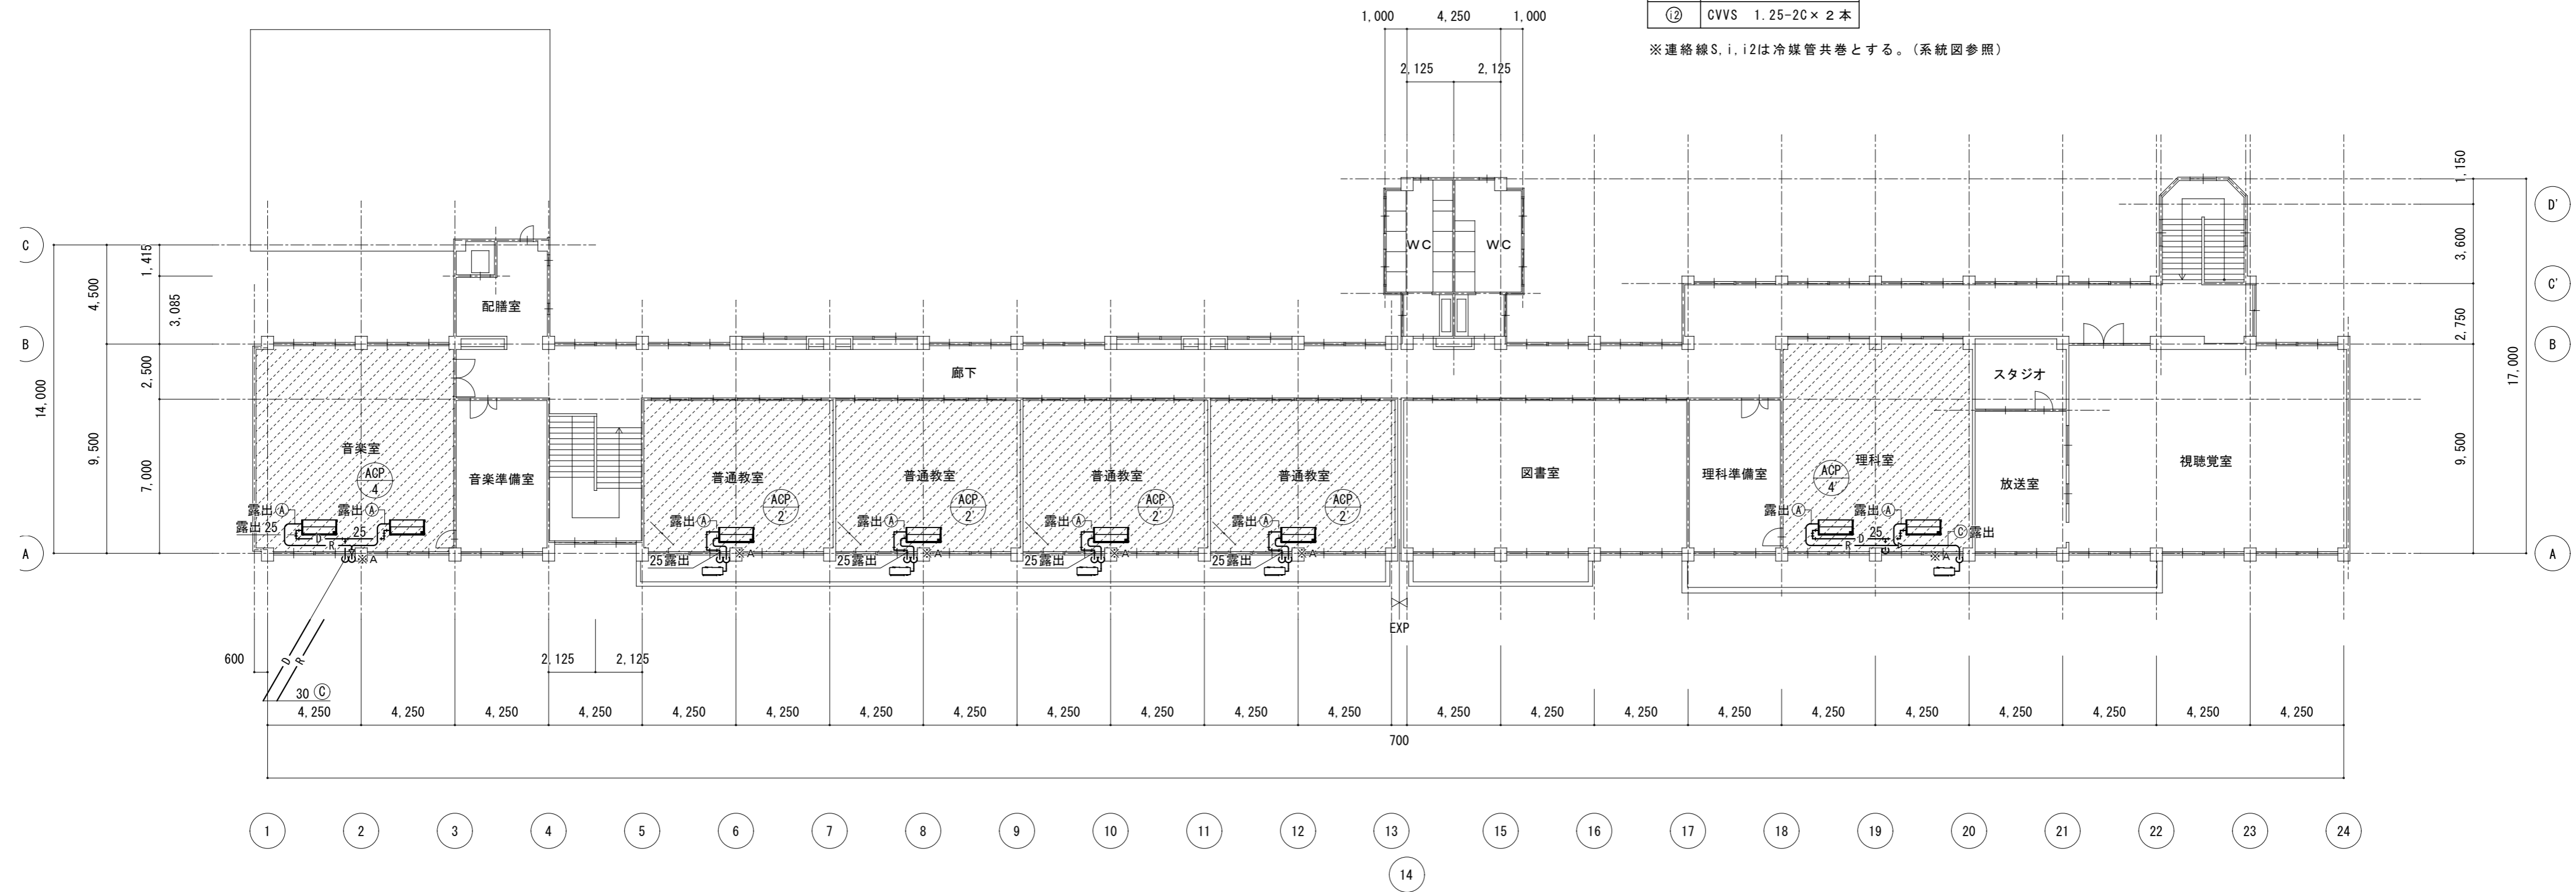 1,000 4,250 1,000
i2 CVVS 1.25-2C×2本
※連絡線S,i,i2は冷媒管共巻とする。(系統図参照)
2,125 2,125
1,150
D'
C
1,415
4,500
3,085
配膳室
WC WC
3,600
C'
2,750
B
B
2,500
14,000
9,500
7,000
廊下
スタジオ
17,000
9,500
音楽室
ACP
4
音楽準備室
普通教室
ACP
2
普通教室
ACP
2
普通教室
ACP
2
普通教室
ACP
2
図書室
理科準備室
理科室
ACP
4
放送室
視聴覚室
露出A 露出A
露出25
D 25
R
※A
露出A
※A
25露出
露出A
※A
25露出
露出A
※A
25露出
露出A
※A
25露出
露出A 露出A
D 25
R
C露出
※A
A
A
EXP
600
D
R
30 C
2,125 2,125
4,250 4,250 4,250 4,250 4,250 4,250 4,250 4,250 4,250 4,250 4,250 4,250 4,250 4,250 4,250 4,250 4,250 4,250 4,250 4,250 4,250 4,250
700
1 2 3 4 5 6 7 8 9 10 11 12 13 15 16 17 18 19 20 21 22 23 24
14